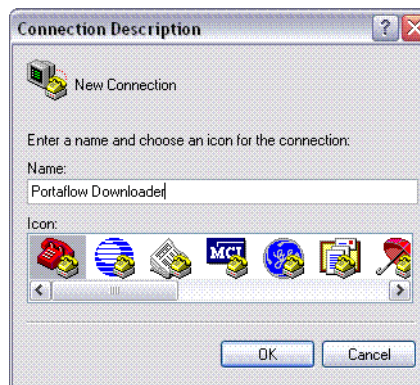 Connection Description
New Connection
Enter a name and choose an icon for the connection:
Name:
Portaflow Downloader
Icon:
MCI
OK
Cancel